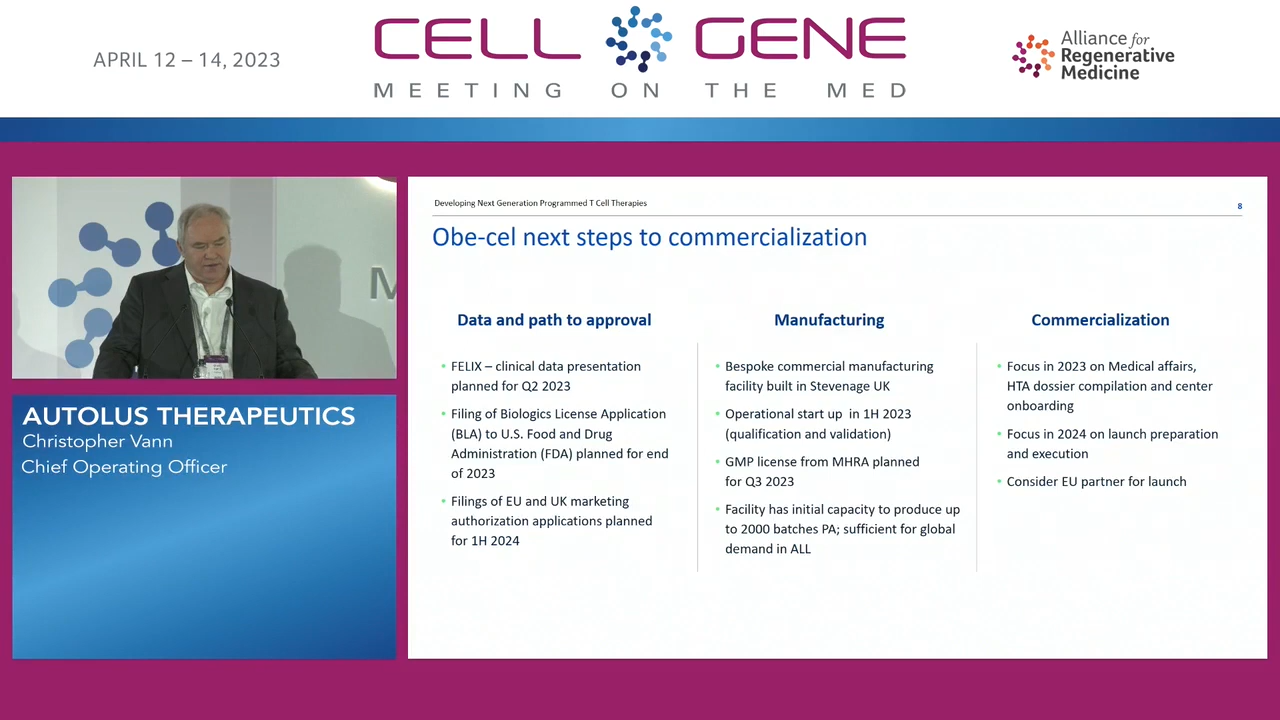 APRIL 12 – 14, 2023
CELL GENE
MEETING ON THE MED
Alliance for
Regenerative
Medicine
M
AUTOLUS THERAPEUTICS
Christopher Vann
Chief Operating Officer
Developing Next Generation Programmed T Cell Therapies
8
Obe-cel next steps to commercialization
Data and path to approval
• FELIX – clinical data presentation
planned for Q2 2023
• Filing of Biologics License Application
(BLA) to U.S. Food and Drug
Administration (FDA) planned for end
of 2023
• Filings of EU and UK marketing
authorization applications planned
for 1H 2024
Manufacturing
• Bespoke commercial manufacturing
facility built in Stevenage UK
• Operational start up in 1H 2023
(qualification and validation)
• GMP license from MHRA planned
for Q3 2023
• Facility has initial capacity to produce up
to 2000 batches PA; sufficient for global
demand in ALL
Commercialization
• Focus in 2023 on Medical affairs,
HTA dossier compilation and center
onboarding
• Focus in 2024 on launch preparation
and execution
• Consider EU partner for launch